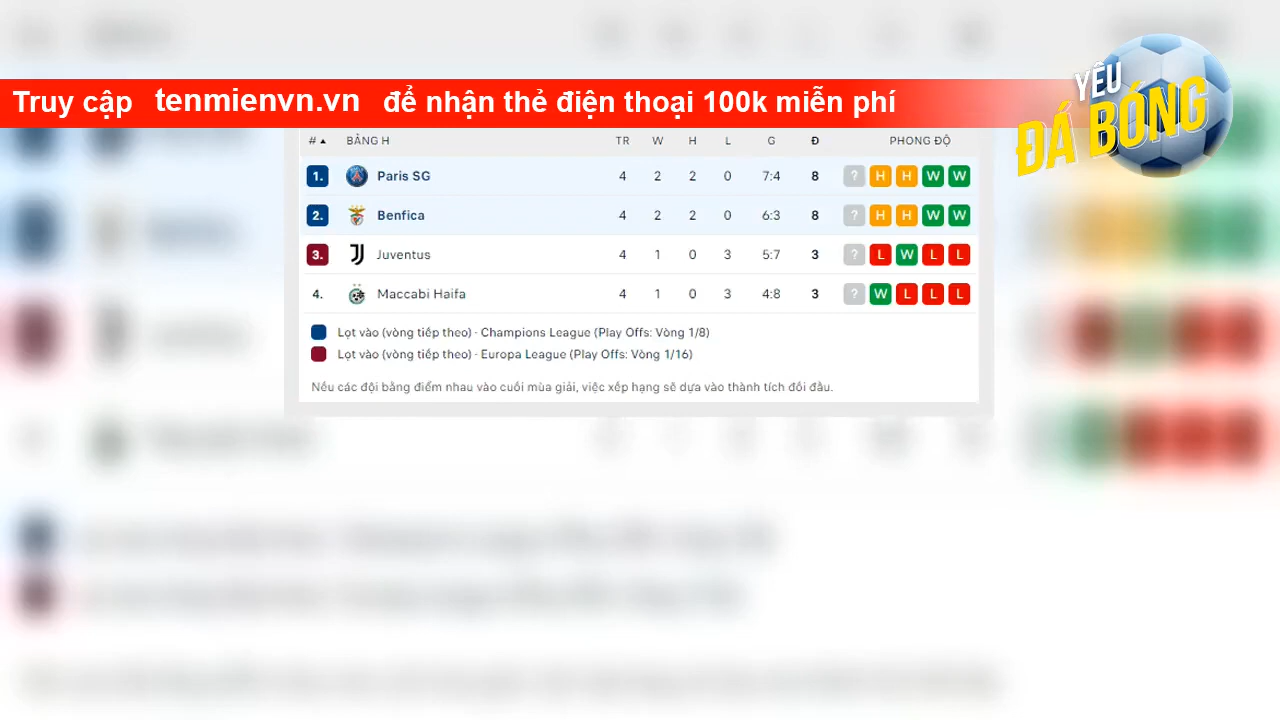 Truy cập tenmienvn.vn để nhận thẻ điện thoại 100k miễn phí
YÊU
ĐÁ BÓNG
# BẢNG H TR W H L G Đ PHONG ĐỘ
1. Paris SG 4 2 2 0 7:4 8 ? H H W W
2. Benfica 4 2 2 0 6:3 8 ? H H W W
3. Juventus 4 1 0 3 5:7 3 ? L W L L
4. Maccabi Haifa 4 1 0 3 4:8 3 ? W L L L
Lọt vào (vòng tiếp theo) - Champions League (Play Offs: Vòng 1/8)
Lọt vào (vòng tiếp theo) - Europa League (Play Offs: Vòng 1/16)
Nếu các đội bằng điểm nhau vào cuối mùa giải, việc xếp hạng sẽ dựa vào thành tích đối đầu.